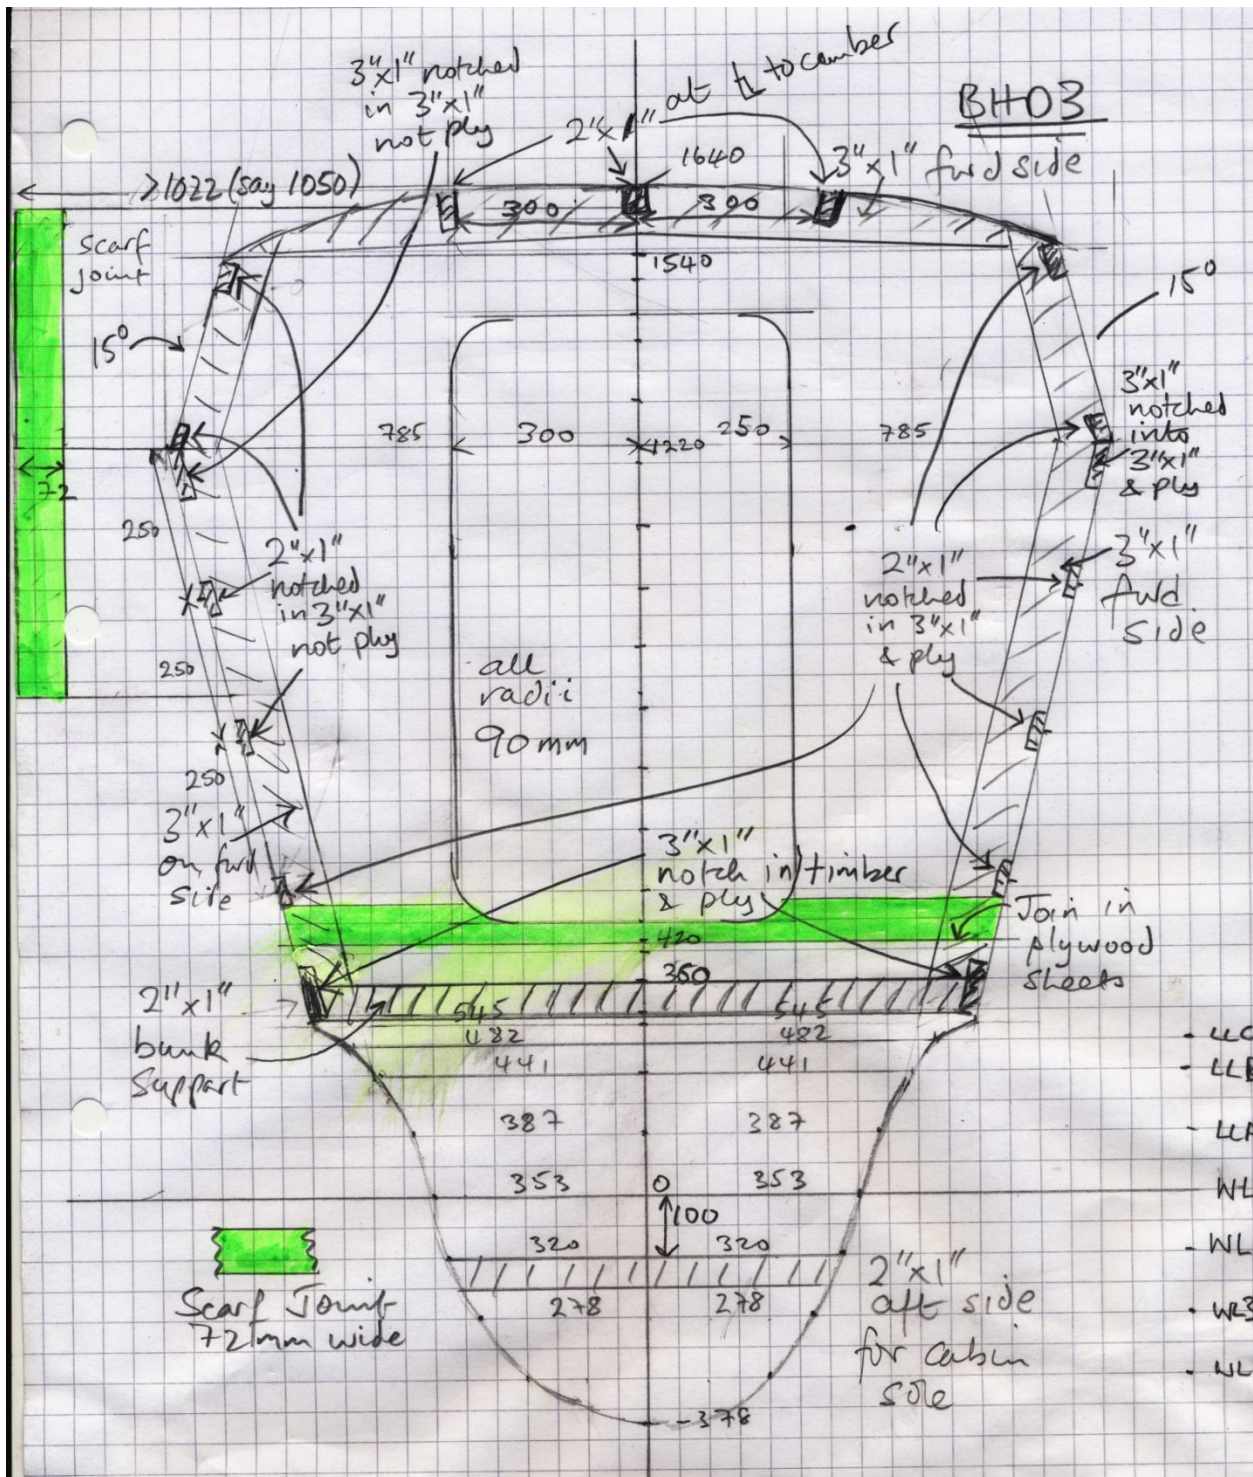 3"x1" notched
in 3"x1"
not ply
2"x1"
at ∟ to camber
BH03
>1022 (say 1050)
1640
3"x1" fwd side
300
300
scarf
joint
1540
15°
15°
3"x1"
notched
into
3"x1"
& ply
785
300
1220
250
785
72
250
2"x1"
notched
in 3"x1"
not ply
2"x1"
notched
in 3"x1"
& ply
3"x1"
fwd.
side
250
all
radii
90mm
250
3"x1"
on fwd
side
3"x1"
notch in timber
& ply
420
Join in
plywood
sheets
360
2"x1"
bunk
support
545
545
482
482
441
441
387
387
353
0
353
100
320
320
278
278
2"x1"
aft side
for cabin
sole
Scarf Joint
72mm wide
-378
- LLC
- LLB
- LLA
WL
- WL
- WL3
- WL